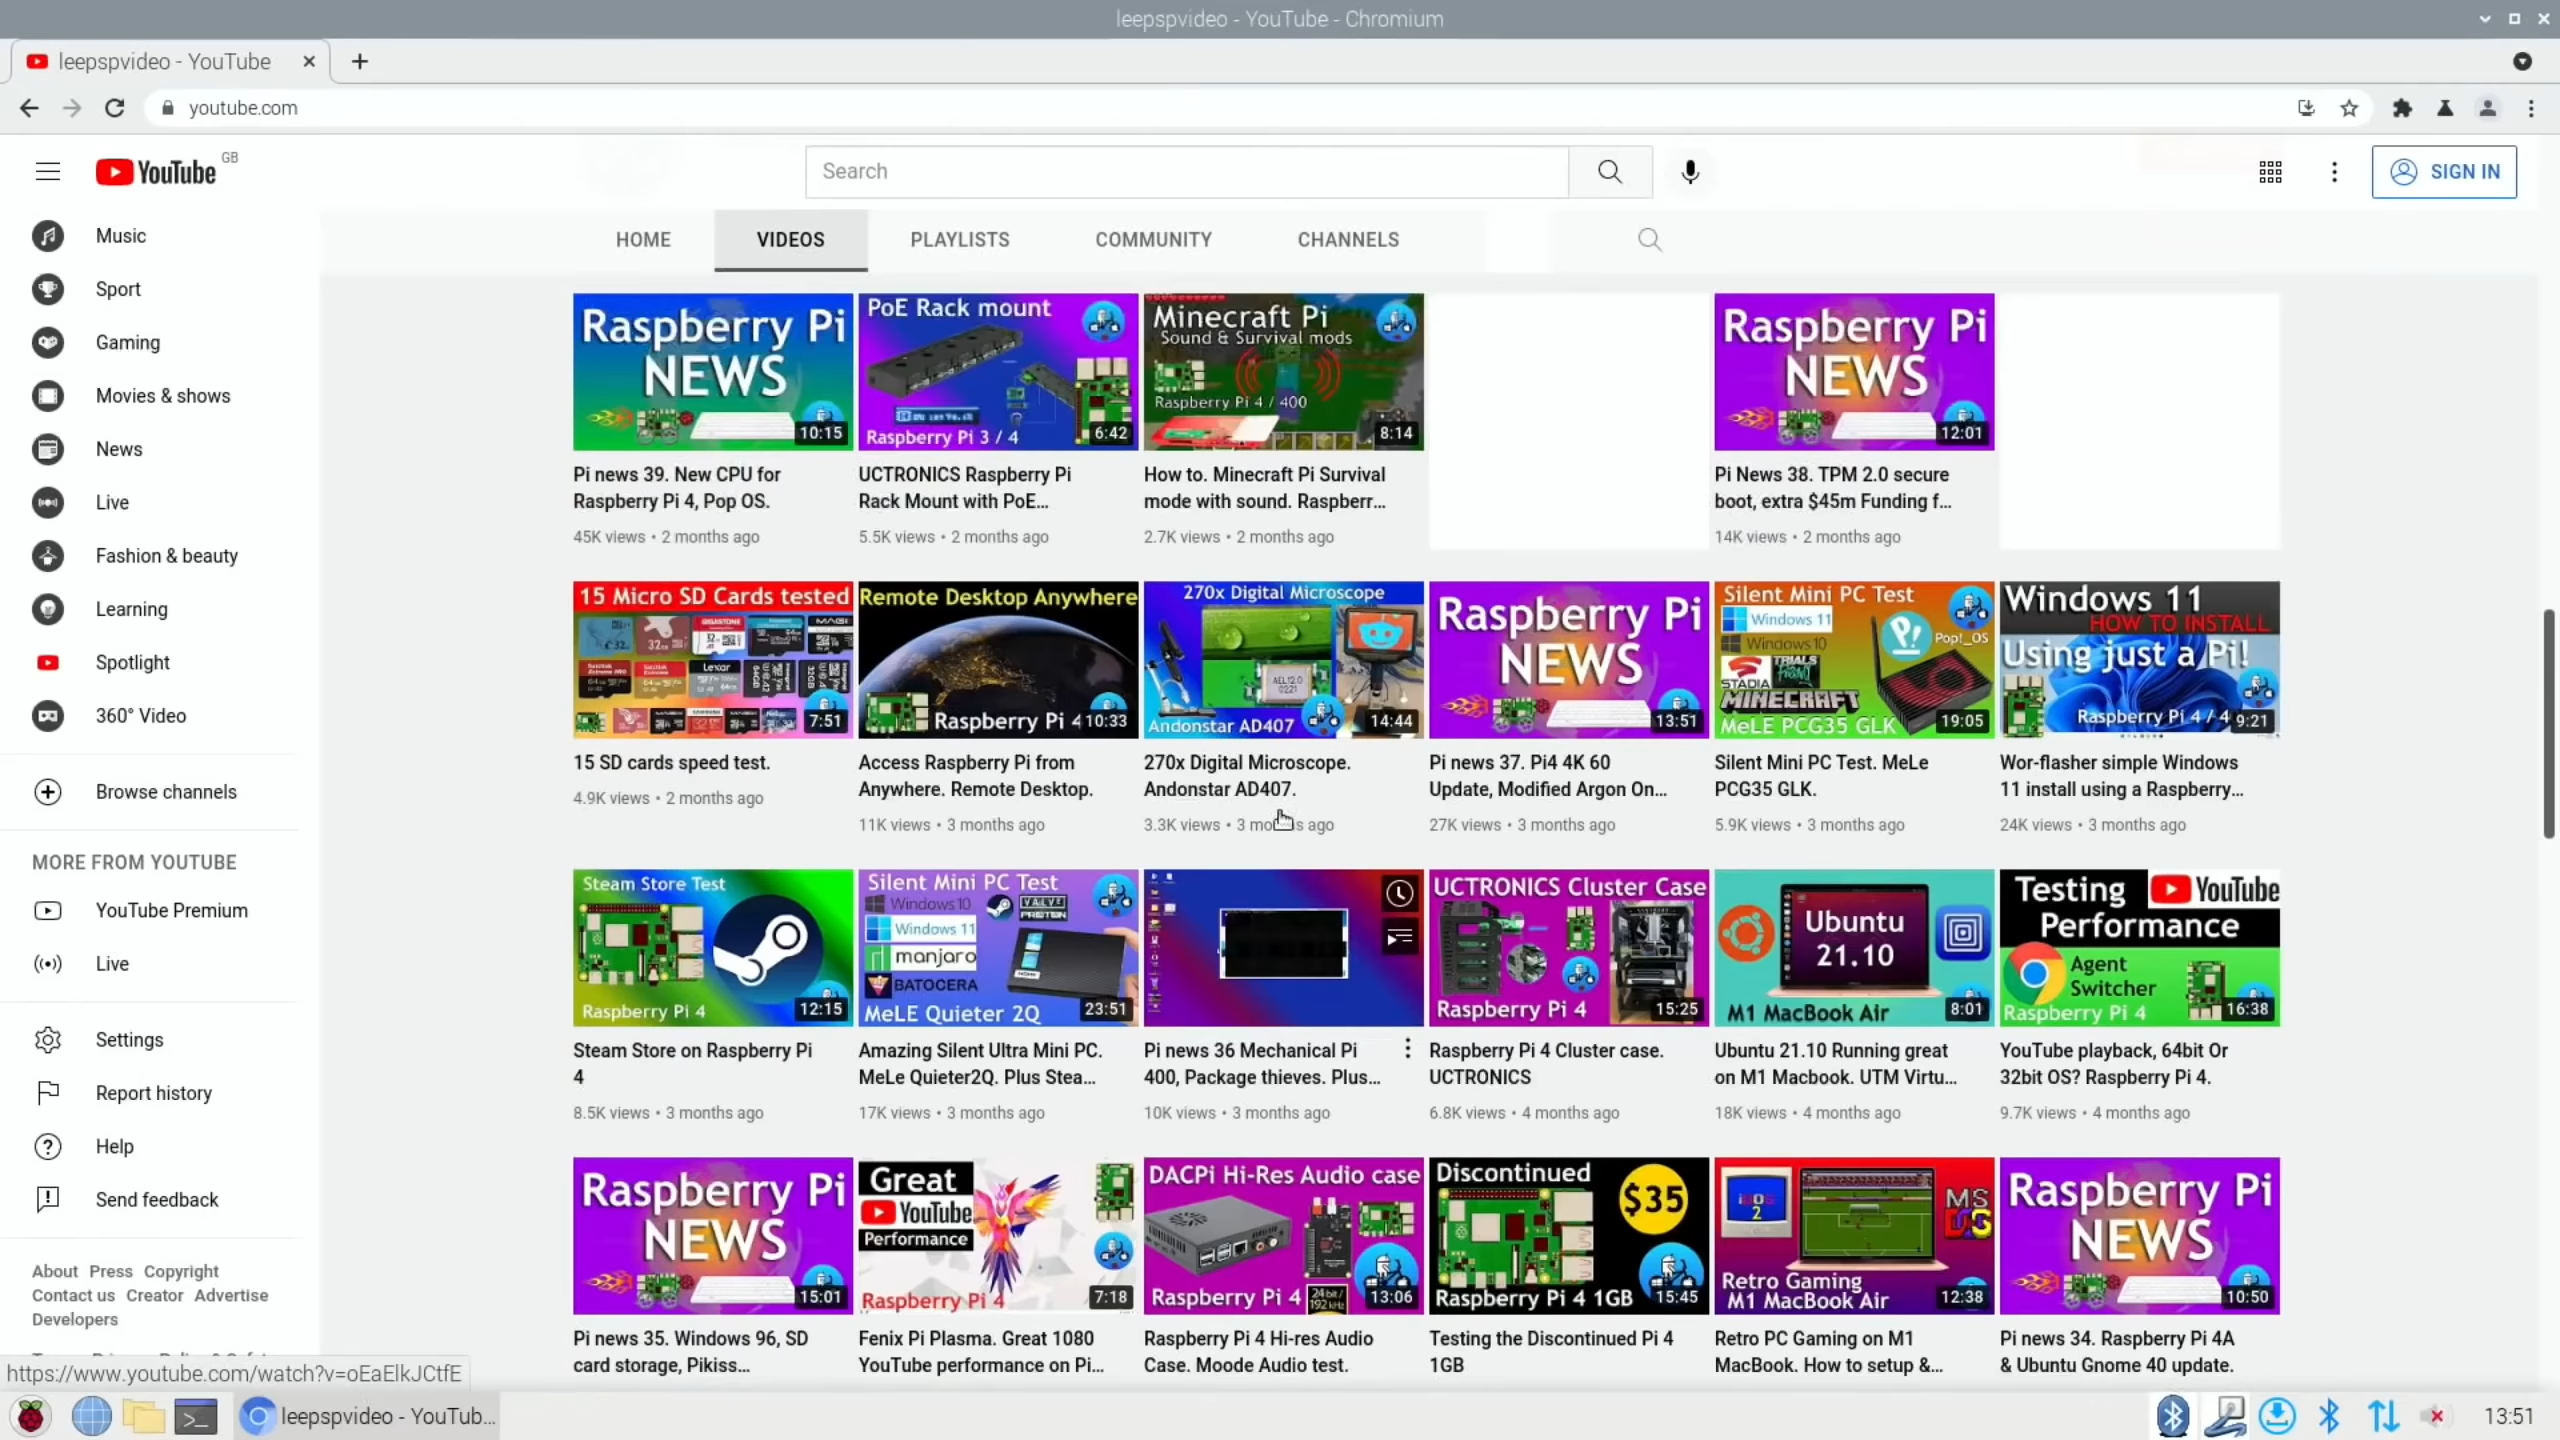 leepspvideo - YouTube - Chromium
leepspvideo - YouTube
youtube.com
YouTube GB
Search
SIGN IN
HOME VIDEOS PLAYLISTS COMMUNITY CHANNELS
Music
Sport
Gaming
Movies & shows
News
Live
Fashion & beauty
Learning
Spotlight
360° Video
Browse channels
MORE FROM YOUTUBE
YouTube Premium
Live
Settings
Report history
Help
Send feedback
About Press Copyright
Contact us Creator Advertise
Developers
Raspberry Pi
NEWS
10:15
Pi news 39. New CPU for
Raspberry Pi 4, Pop OS.
45K views • 2 months ago
PoE Rack mount
Raspberry Pi 3 / 4
6:42
UCTRONICS Raspberry Pi
Rack Mount with PoE...
5.5K views • 2 months ago
Minecraft Pi
Sound & Survival mods
Raspberry Pi 4 / 400
8:14
How to. Minecraft Pi Survival
mode with sound. Raspberr...
2.7K views • 2 months ago
Raspberry Pi
NEWS
12:01
Pi News 38. TPM 2.0 secure
boot, extra $45m Funding f...
14K views • 2 months ago
15 Micro SD Cards tested
GIGASTONE
Lexar
7:51
15 SD cards speed test.
4.9K views • 2 months ago
Remote Desktop Anywhere
Raspberry Pi 4
10:33
Access Raspberry Pi from
Anywhere. Remote Desktop.
11K views • 3 months ago
270x Digital Microscope
AEL12.0
0221
Andonstar AD407
14:44
270x Digital Microscope.
Andonstar AD407.
3.3K views • 3 months ago
Raspberry Pi
NEWS
13:51
Pi news 37. Pi4 4K 60
Update, Modified Argon On...
27K views • 3 months ago
Silent Mini PC Test
Windows 11
Windows 10
Pop!_OS
STADIA
TRIALS
MINECRAFT
MeLE PCG35 GLK
19:05
Silent Mini PC Test. MeLe
PCG35 GLK.
5.9K views • 3 months ago
Windows 11
HOW TO INSTALL
Using just a Pi!
Raspberry Pi 4 / 4
9:21
Wor-flasher simple Windows
11 install using a Raspberry...
24K views • 3 months ago
Steam Store Test
Raspberry Pi 4
12:15
Steam Store on Raspberry Pi
4
8.5K views • 3 months ago
Silent Mini PC Test
Windows 10
VALVE
PROTON
Windows 11
manjaro
BATOCERA
MeLE Quieter 2Q
23:51
Amazing Silent Ultra Mini PC.
MeLe Quieter2Q. Plus Stea...
17K views • 3 months ago
Pi news 36 Mechanical Pi
400, Package thieves. Plus...
10K views • 3 months ago
UCTRONICS Cluster Case
Raspberry Pi 4
15:25
Raspberry Pi 4 Cluster case.
UCTRONICS
6.8K views • 4 months ago
Ubuntu
21.10
M1 MacBook Air
8:01
Ubuntu 21.10 Running great
on M1 Macbook. UTM Virtu...
18K views • 4 months ago
Testing YouTube
Performance
Agent
Switcher
Raspberry Pi 4
16:38
YouTube playback, 64bit Or
32bit OS? Raspberry Pi 4.
9.7K views • 4 months ago
Raspberry Pi
NEWS
15:01
Pi news 35. Windows 96, SD
card storage, Pikiss...
Great
YouTube
Performance
Raspberry Pi 4
7:18
Fenix Pi Plasma. Great 1080
YouTube performance on Pi...
DACPi Hi-Res Audio case
Raspberry Pi 4
24 bit /
192 kHz
13:06
Raspberry Pi 4 Hi-res Audio
Case. Moode Audio test.
Discontinued
$35
Raspberry Pi 4 1GB
15:45
Testing the Discontinued Pi 4
1GB
2
MS
Retro Gaming
M1 MacBook Air
12:38
Retro PC Gaming on M1
MacBook. How to setup &...
Raspberry Pi
NEWS
10:50
Pi news 34. Raspberry Pi 4A
& Ubuntu Gnome 40 update.
https://www.youtube.com/watch?v=oEaElkJCtfE
leepspvideo - YouTub...
13:51